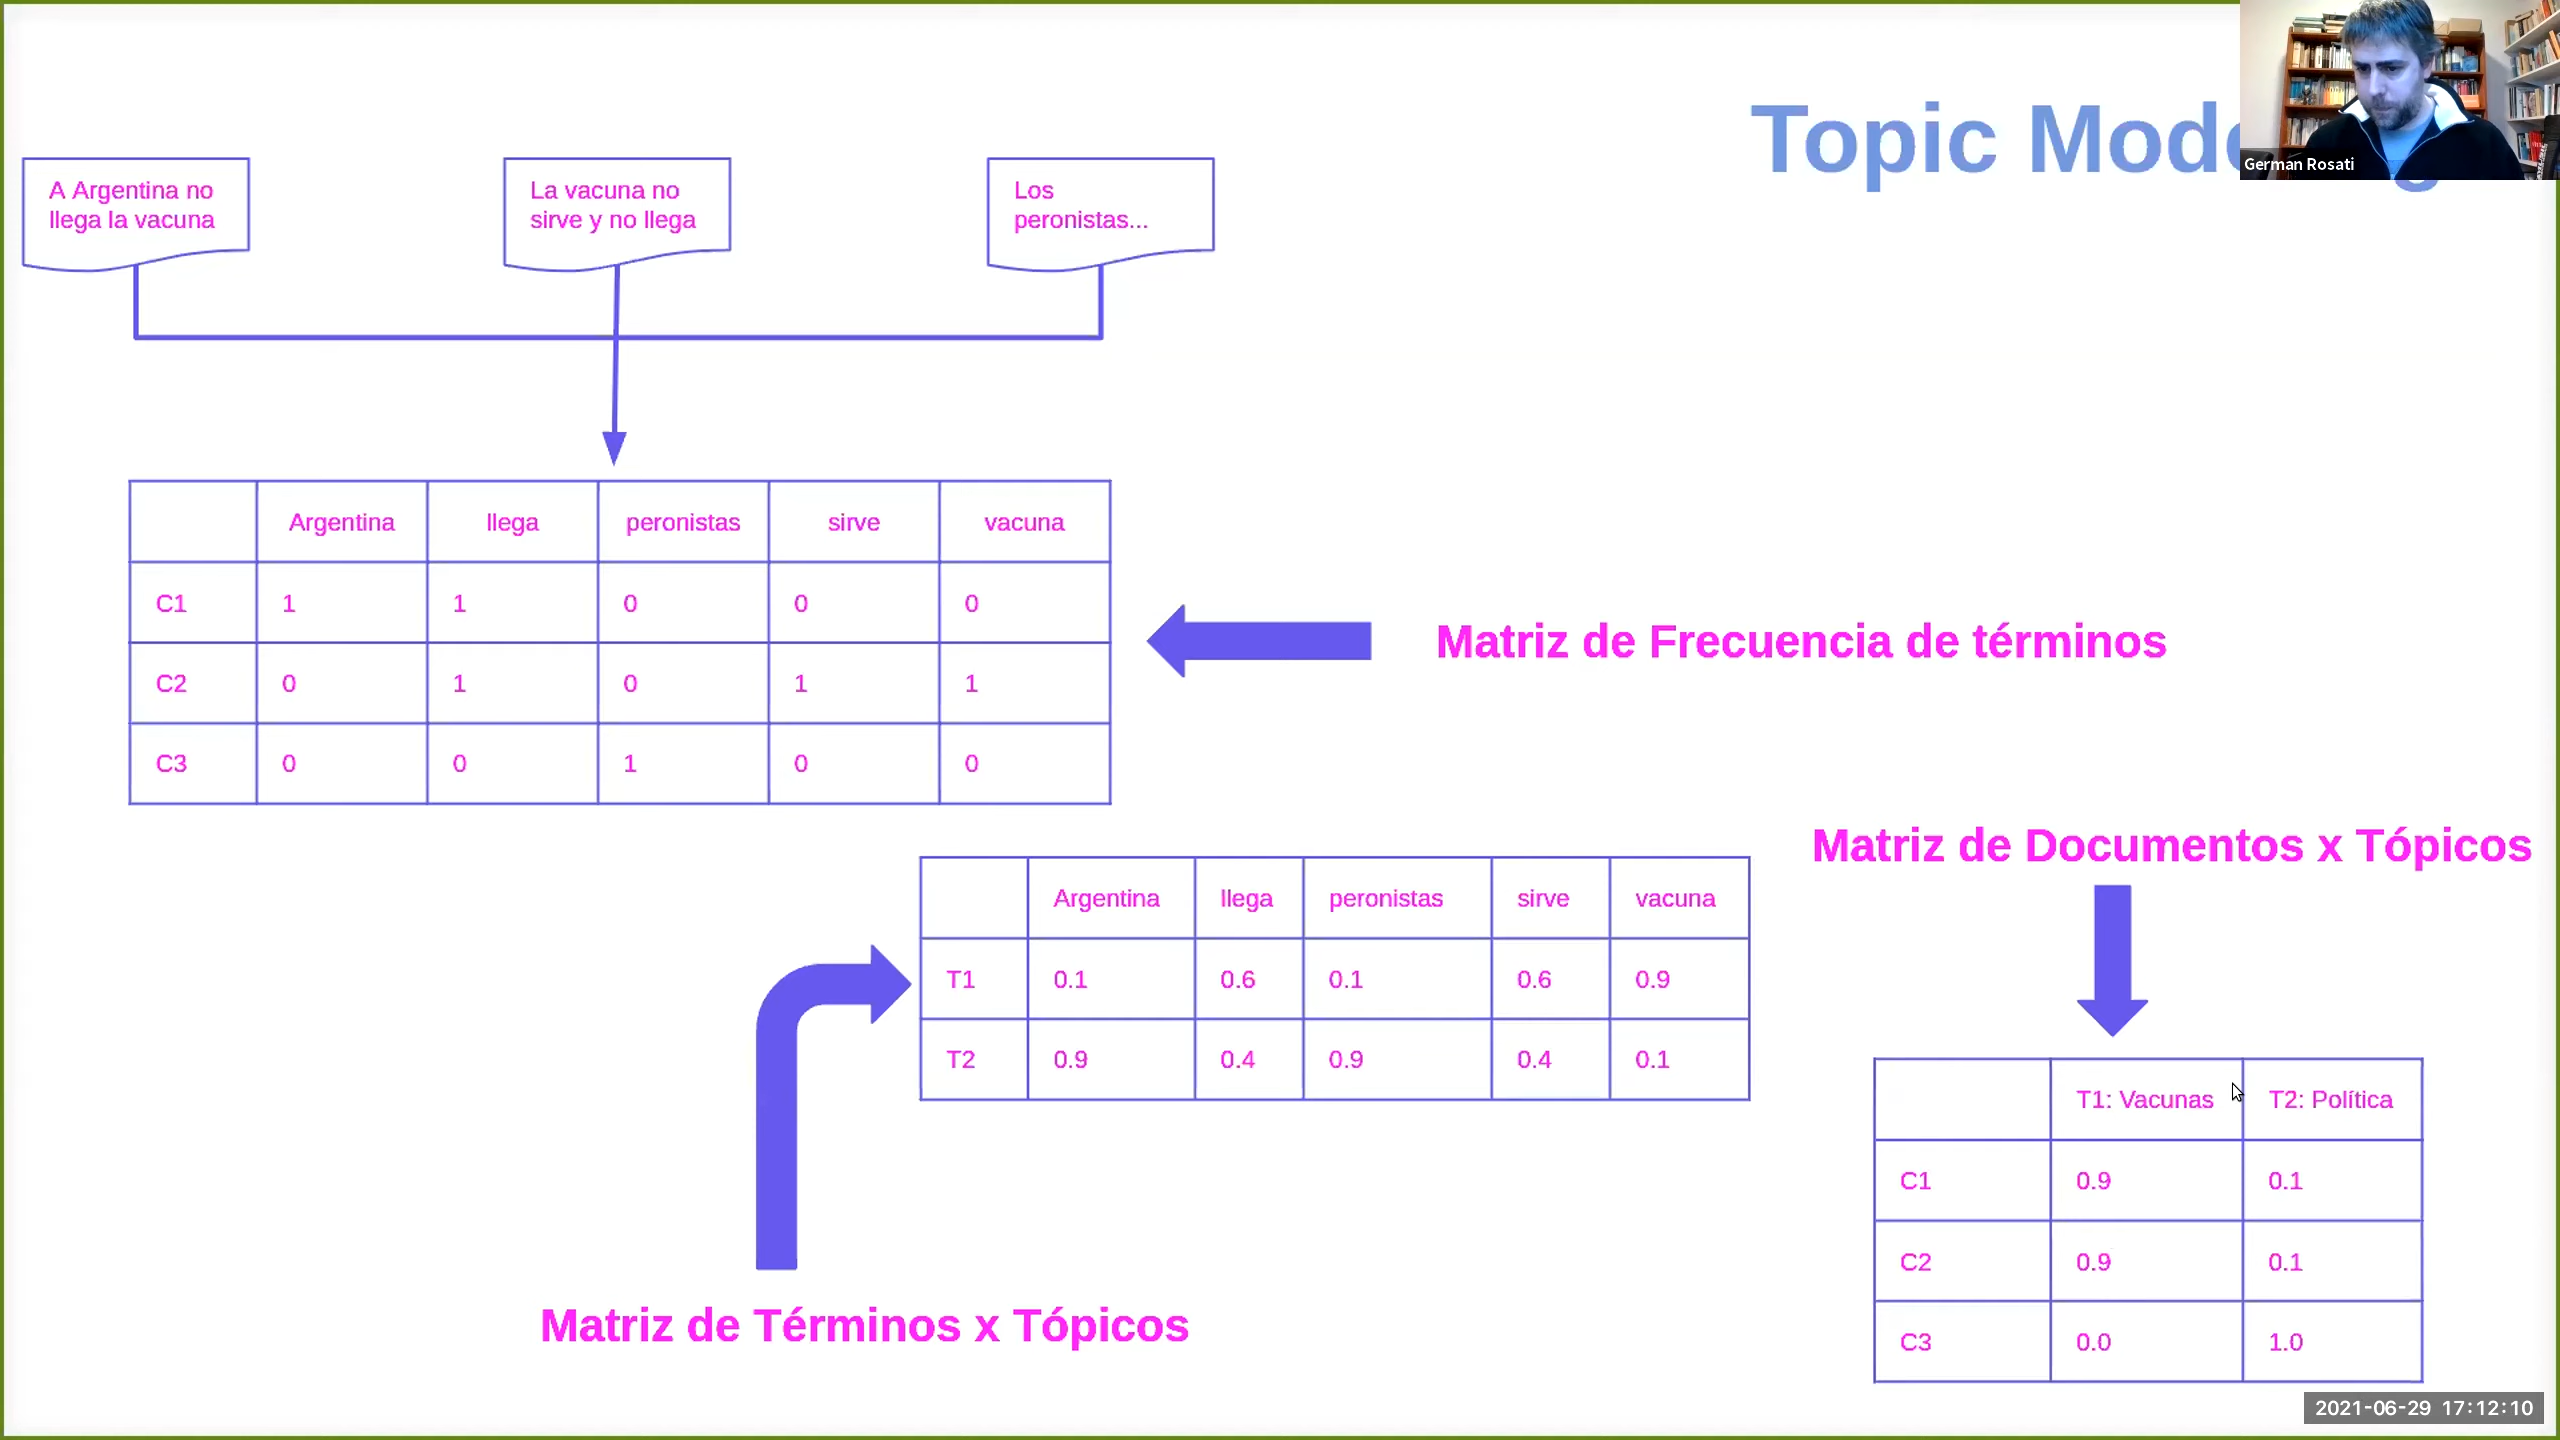 Topic Mod
German Rosati
A Argentina no
llega la vacuna
La vacuna no
sirve y no llega
Los
peronistas...
Argentina llega peronistas sirve vacuna
C1 1 1 0 0 0
C2 0 1 0 1 1
C3 0 0 1 0 0
Matriz de Frecuencia de términos
Matriz de Documentos x Tópicos
Argentina llega peronistas sirve vacuna
T1 0.1 0.6 0.1 0.6 0.9
T2 0.9 0.4 0.9 0.4 0.1
T1: Vacunas T2: Política
C1 0.9 0.1
C2 0.9 0.1
C3 0.0 1.0
Matriz de Términos x Tópicos
2021-06-29 17:12:10